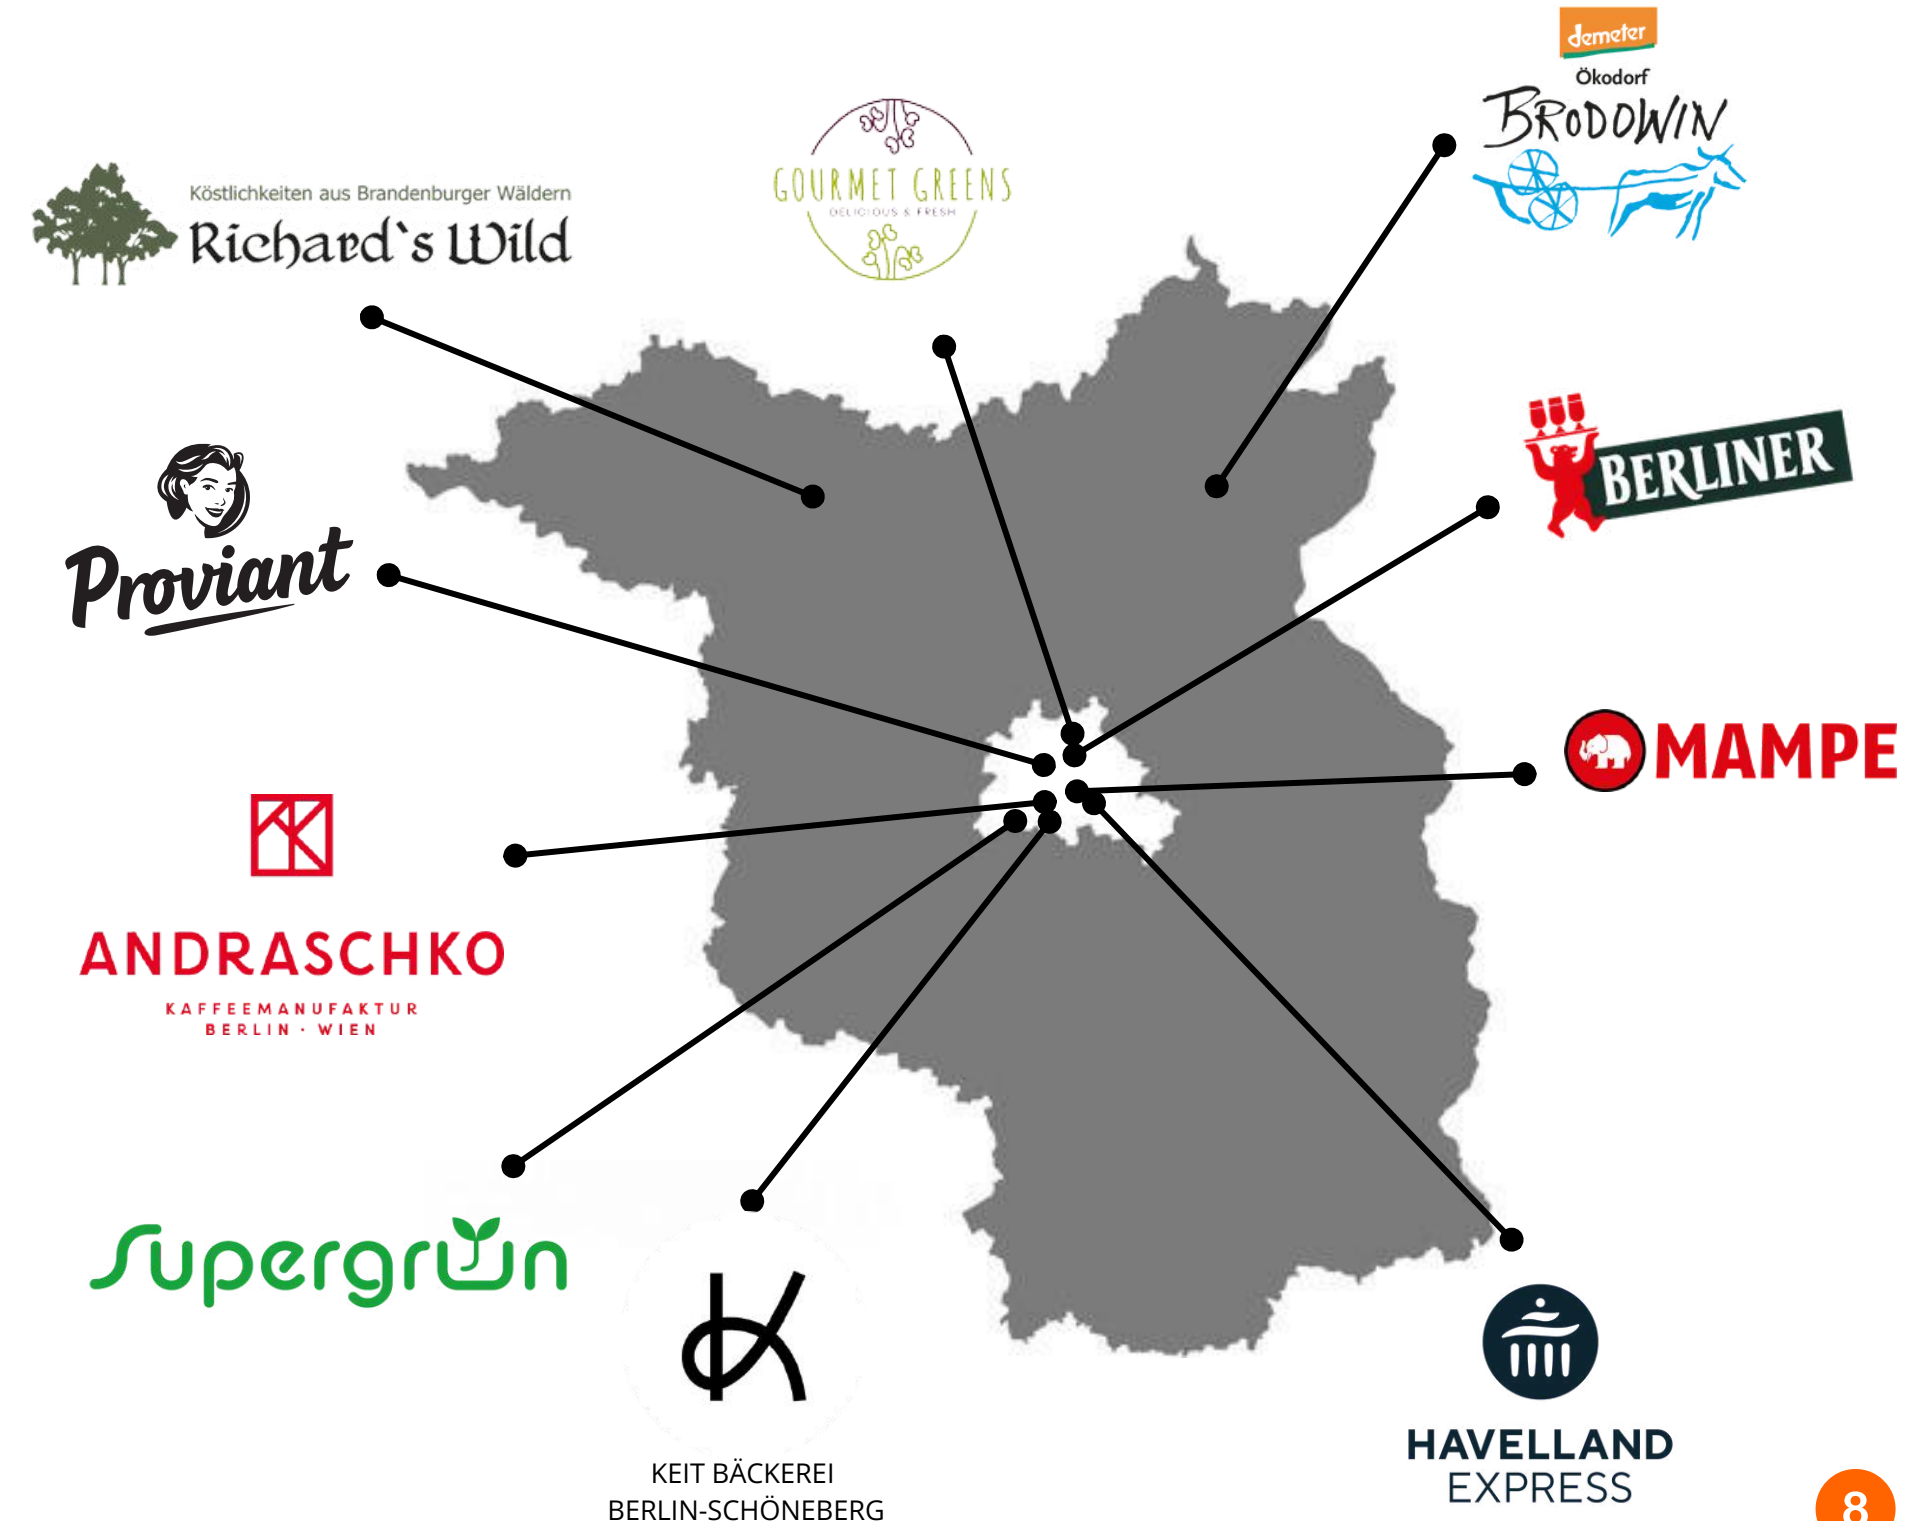 demeter
Ökodorf
BRODOWIN
GOURMET GREENS
DELICIOUS & FRESH
Köstlichkeiten aus Brandenburger Wäldern
Richard`s Wild
BERLINER
Proviant
MAMPE
ANDRASCHKO
KAFFEEMANUFAKTUR
BERLIN · WIEN
supergrün
K
KEIT BÄCKEREI
BERLIN-SCHÖNEBERG
HAVELLAND
EXPRESS
8